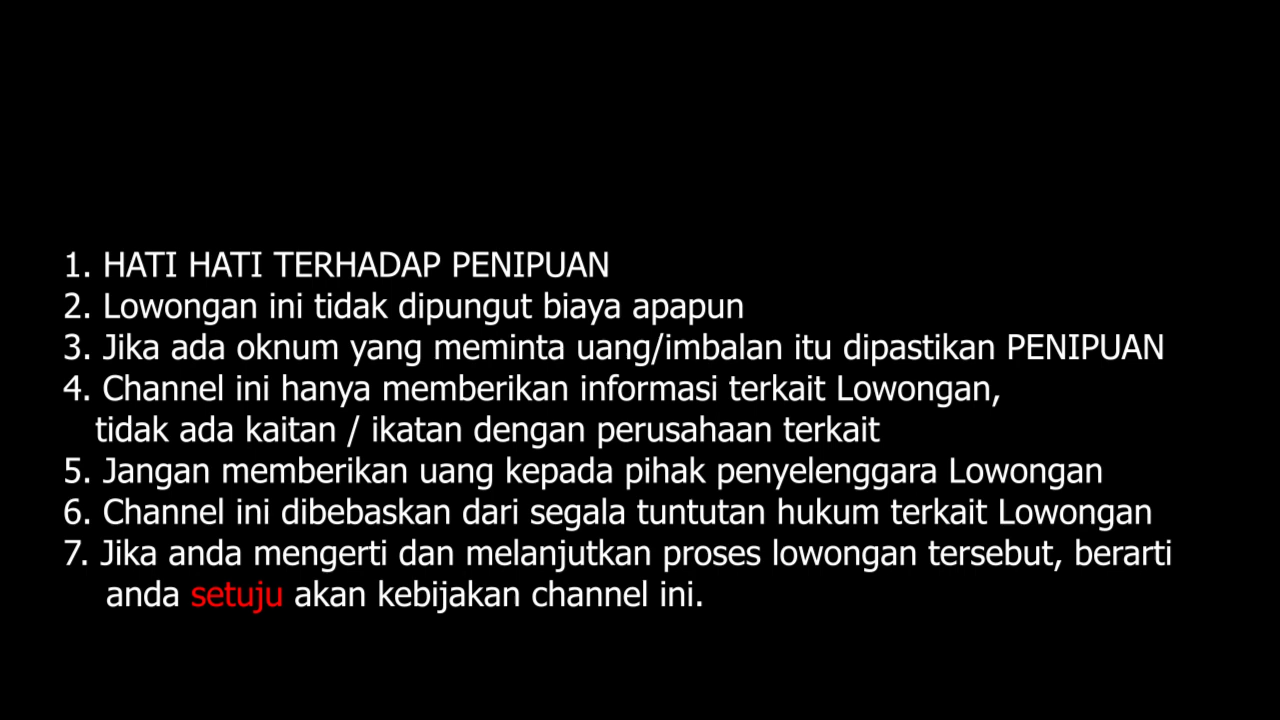 1. HATI HATI TERHADAP PENIPUAN
2. Lowongan ini tidak dipungut biaya apapun
3. Jika ada oknum yang meminta uang/imbalan itu dipastikan PENIPUAN
4. Channel ini hanya memberikan informasi terkait Lowongan,
tidak ada kaitan / ikatan dengan perusahaan terkait
5. Jangan memberikan uang kepada pihak penyelenggara Lowongan
6. Channel ini dibebaskan dari segala tuntutan hukum terkait Lowongan
7. Jika anda mengerti dan melanjutkan proses lowongan tersebut, berarti
anda setuju akan kebijakan channel ini.